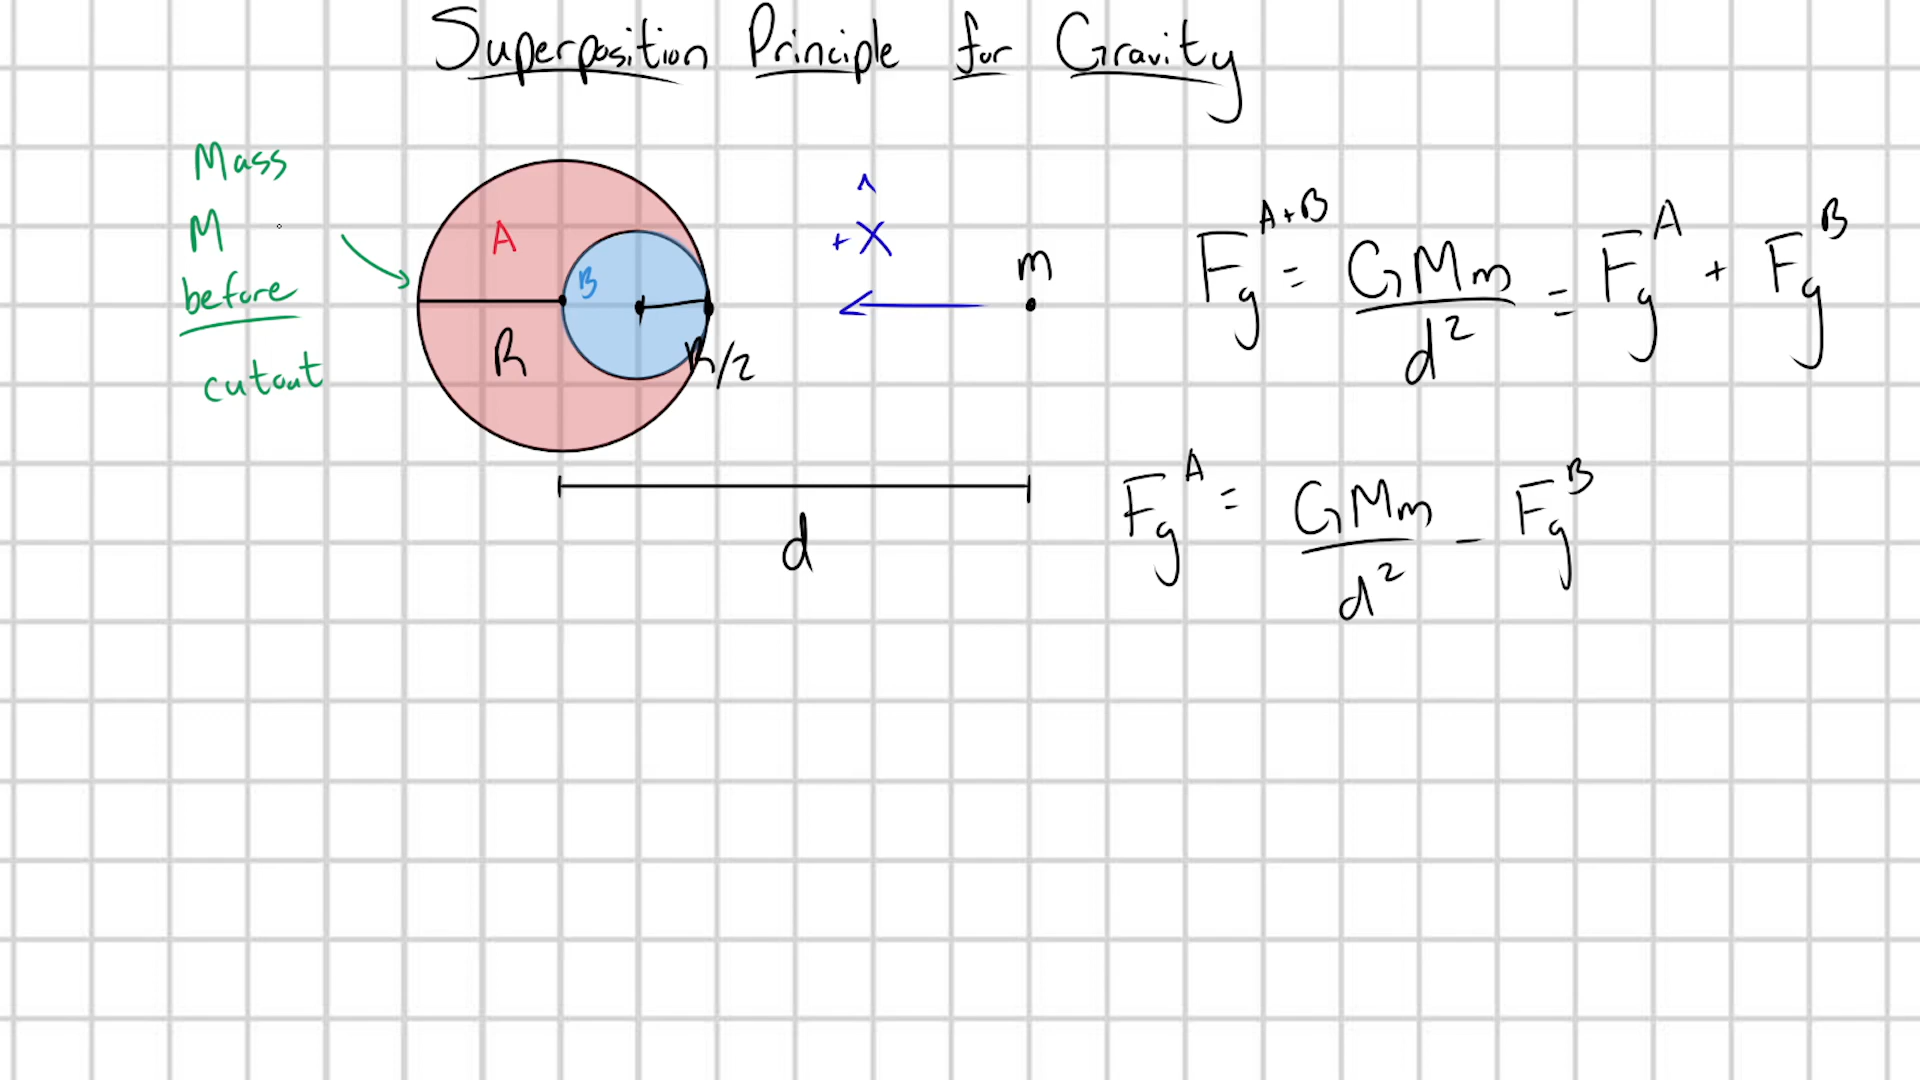 Superposition Principle for Gravity
Mass
M
before
cutout
A
B
R
R/2
+x̂
m
d
F_g^{A+B} = GMm/d² = F_g^A + F_g^B
F_g^A = GMm/d² - F_g^B